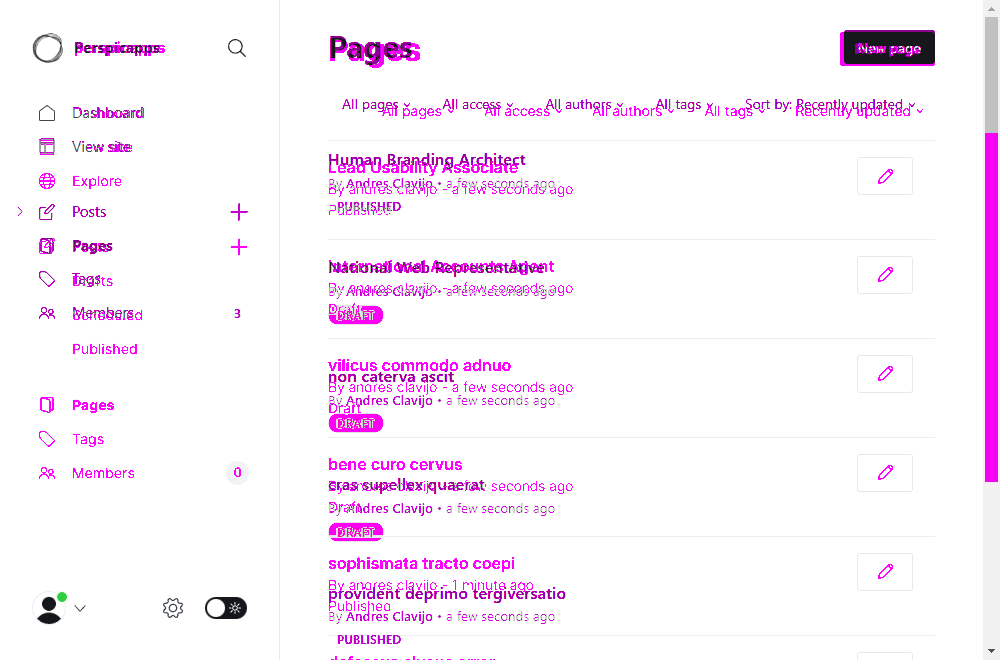 Perspicapps
Dashboard
View site
Explore
Posts
Pages
Tags
Drafts
Members 3
Scheduled
Published
Pages
Tags
Members 0
Pages
New page
All pages All access All authors All tags Sort by: Recently updated
All pages All access All authors All tags Recently updated
Human Branding Architect
Lead Usability Associate
By Andres Clavijo • a few seconds ago
By andres clavijo - a few seconds ago
PUBLISHED
Published
International Accounts Agent
National Web Representative
By andres clavijo - a few seconds ago
By Andres Clavijo • a few seconds ago
Draft
DRAFT
vilicus commodo adnuo
non caterva ascit
By andres clavijo - a few seconds ago
By Andres Clavijo • a few seconds ago
Draft
DRAFT
bene curo cervus
cras supellex quaerat
By andres clavijo - a few seconds ago
Draft
By Andres Clavijo • a few seconds ago
DRAFT
sophismata tracto coepi
By andres clavijo - 1 minute ago
provident deprimo tergiversatio
Published
By Andres Clavijo • a few seconds ago
PUBLISHED